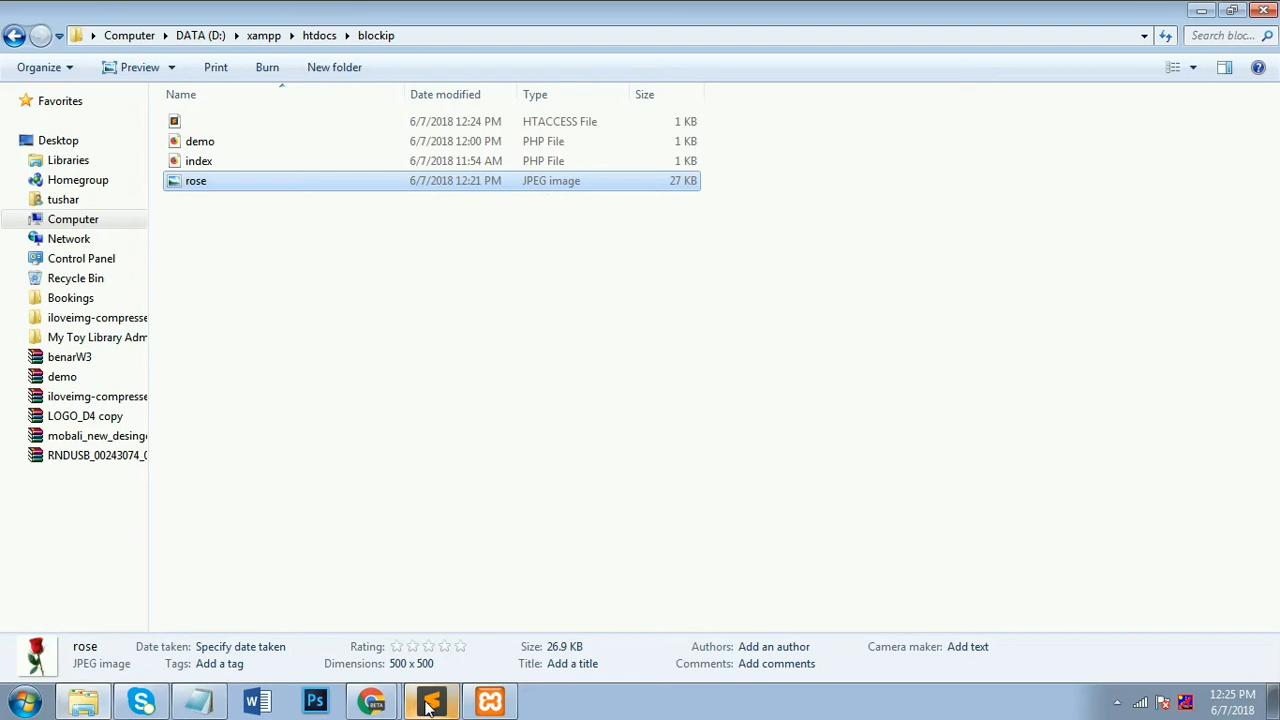 Computer DATA (D:) xampp htdocs blockip Search bloc...
Organize Preview Print Burn New folder
Name Date modified Type Size
6/7/2018 12:24 PM HTACCESS File 1 KB
demo 6/7/2018 12:00 PM PHP File 1 KB
index 6/7/2018 11:54 AM PHP File 1 KB
rose 6/7/2018 12:21 PM JPEG image 27 KB
Favorites
Desktop
Libraries
Homegroup
tushar
Computer
Network
Control Panel
Recycle Bin
Bookings
iloveimg-compresse
My Toy Library Adm
benarW3
demo
iloveimg-compresse
LOGO_D4 copy
mobali_new_desing
RNDUSB_00243074_0
rose Date taken: Specify date taken Rating: Size: 26.9 KB Authors: Add an author Camera maker: Add text
JPEG image Tags: Add a tag Dimensions: 500 x 500 Title: Add a title Comments: Add comments
Ps
BETA
12:25 PM
6/7/2018